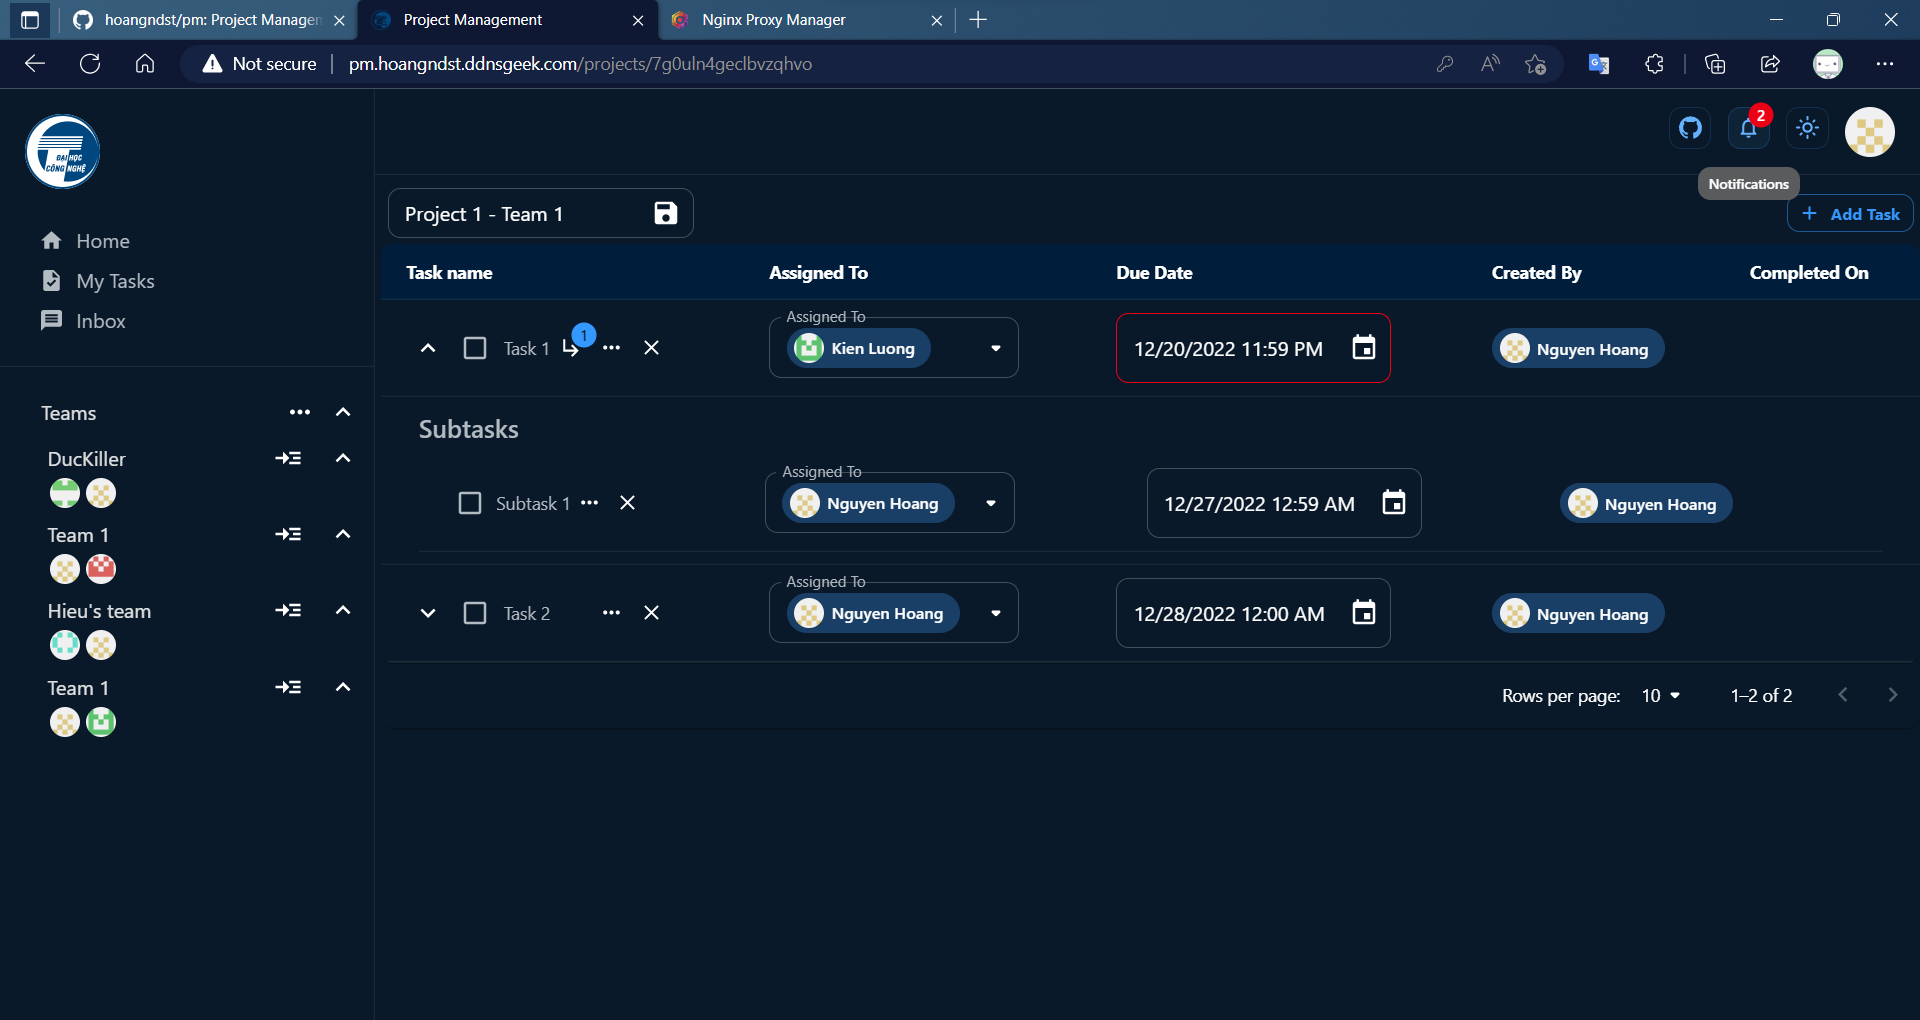 hoangndst/pm: Project Managen
Project Management
Nginx Proxy Manager
Not secure
pm.hoangndst.ddnsgeek.com/projects/7g0uln4geclbvzqhvo
ĐẠI HỌC
CÔNG NGHỆ
2
Notifications
Home
My Tasks
Inbox
Teams
DucKiller
Team 1
Hieu's team
Team 1
Project 1 - Team 1
Add Task
Task name
Assigned To
Due Date
Created By
Completed On
Task 1
1
Assigned To
Kien Luong
12/20/2022 11:59 PM
Nguyen Hoang
Subtasks
Subtask 1
Assigned To
Nguyen Hoang
12/27/2022 12:59 AM
Nguyen Hoang
Task 2
Assigned To
Nguyen Hoang
12/28/2022 12:00 AM
Nguyen Hoang
Rows per page: 10
1–2 of 2